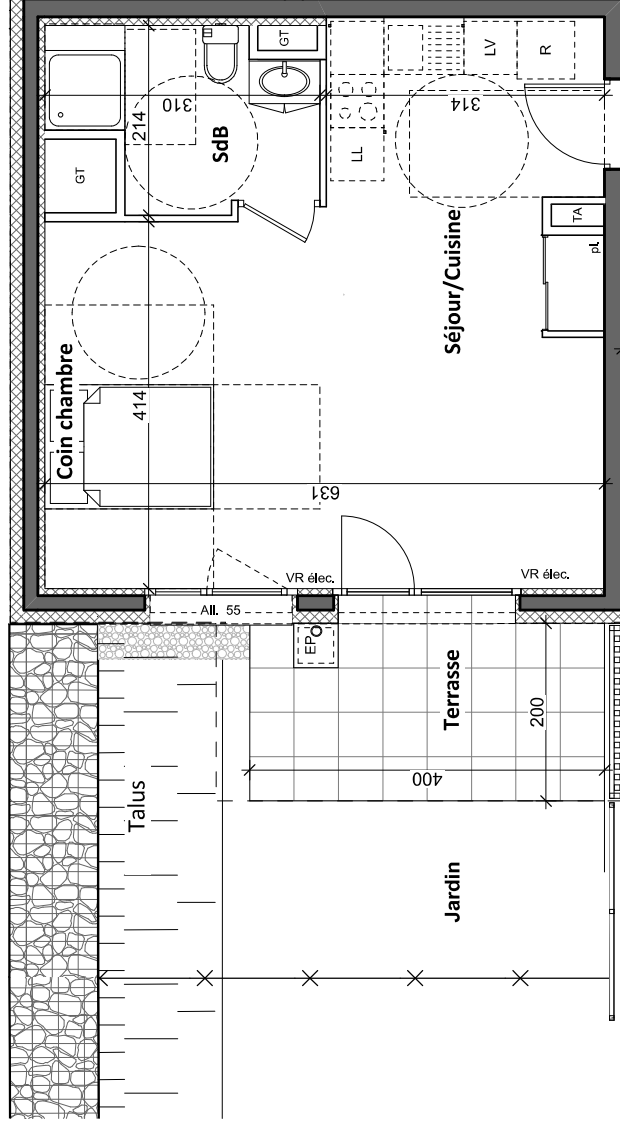 GT
GT
LV
R
310
214
SdB
314
LL
TA
pl.
Séjour/Cuisine
Coin chambre
414
631
VR élec.
VR élec.
All. 55
EP
Terrasse
200
400
Talus
Jardin